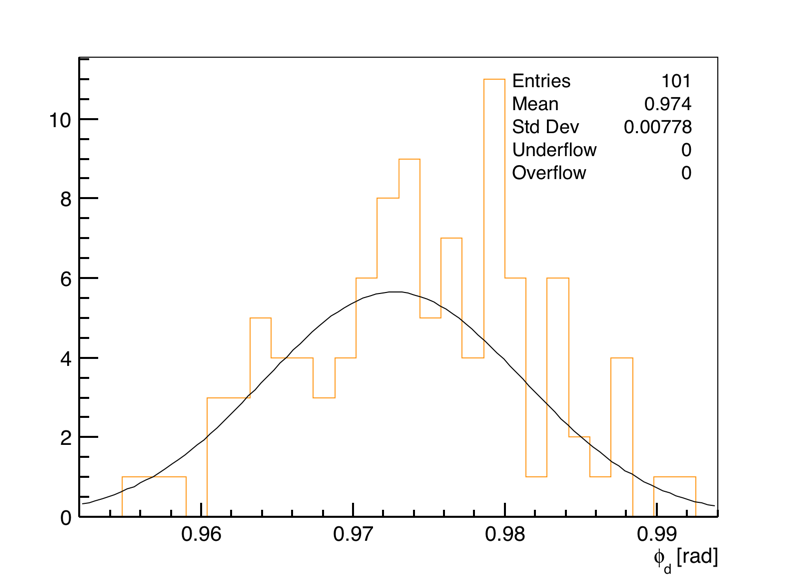 Entries 101
Mean 0.974
Std Dev 0.00778
Underflow 0
Overflow 0
10
8
6
4
2
0
0.96 0.97 0.98 0.99
ϕd [rad]